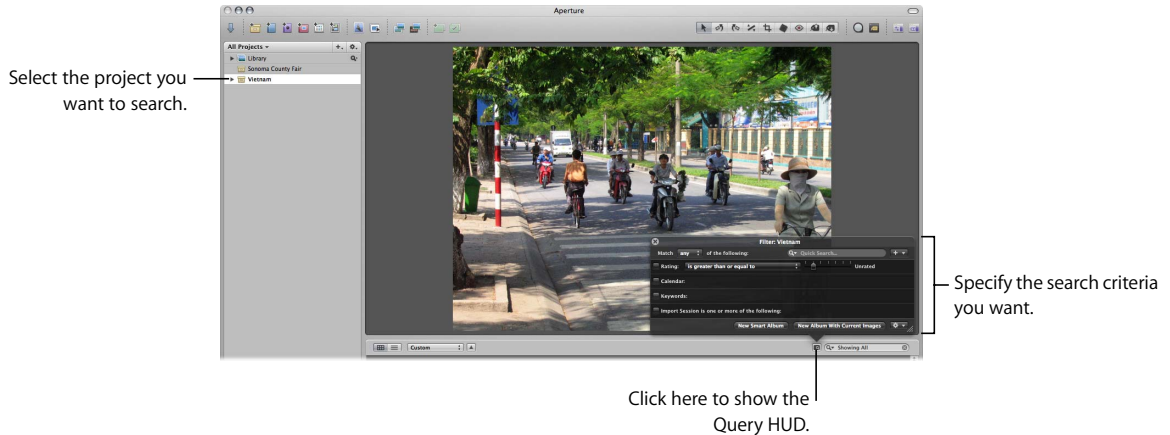 Aperture
All Projects
Library
Sonoma County Fair
Vietnam
Select the project you
want to search.
Filter: Vietnam
Match any of the following:
Quick Search...
Rating: is greater than or equal to
Unrated
Calendar:
Keywords:
Import Session is one or more of the following:
New Smart Album
New Album With Current Images
Specify the search criteria
you want.
Custom
Showing All
Click here to show the
Query HUD.